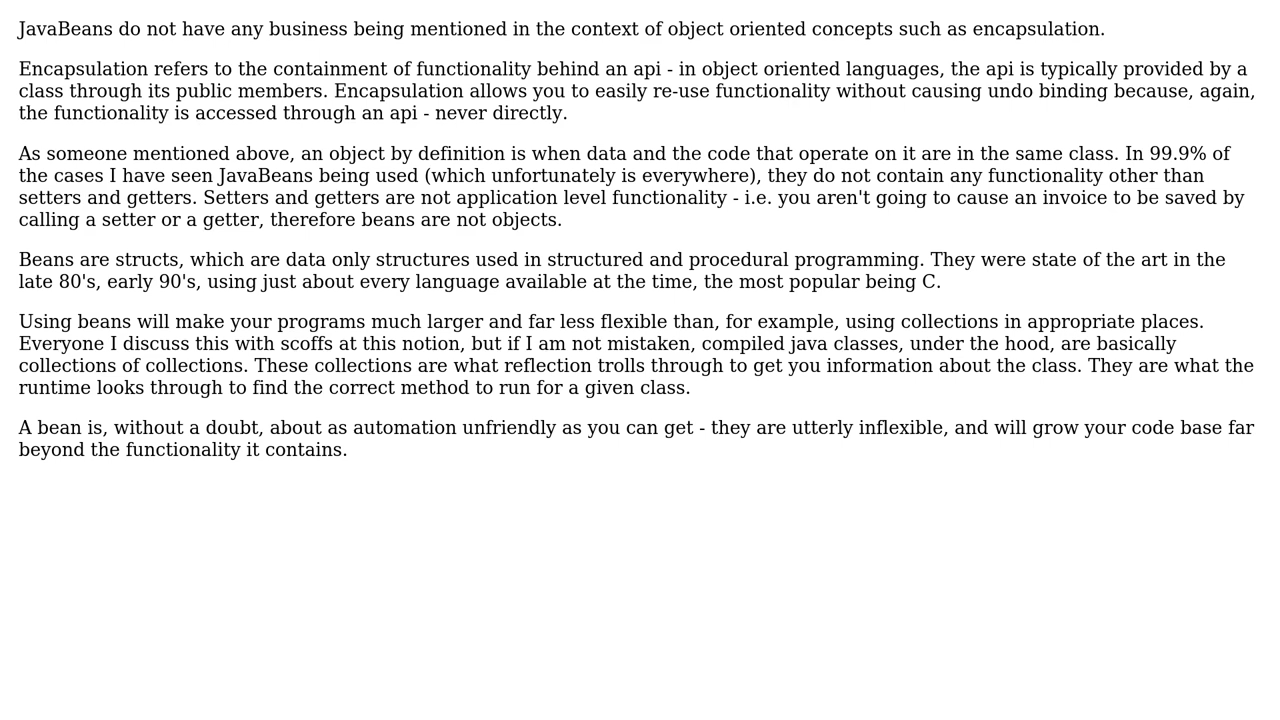 JavaBeans do not have any business being mentioned in the context of object oriented concepts such as encapsulation.
Encapsulation refers to the containment of functionality behind an api - in object oriented languages, the api is typically provided by a
class through its public members. Encapsulation allows you to easily re-use functionality without causing undo binding because, again,
the functionality is accessed through an api - never directly.
As someone mentioned above, an object by definition is when data and the code that operate on it are in the same class. In 99.9% of
the cases I have seen JavaBeans being used (which unfortunately is everywhere), they do not contain any functionality other than
setters and getters. Setters and getters are not application level functionality - i.e. you aren't going to cause an invoice to be saved by
calling a setter or a getter, therefore beans are not objects.
Beans are structs, which are data only structures used in structured and procedural programming. They were state of the art in the
late 80's, early 90's, using just about every language available at the time, the most popular being C.
Using beans will make your programs much larger and far less flexible than, for example, using collections in appropriate places.
Everyone I discuss this with scoffs at this notion, but if I am not mistaken, compiled java classes, under the hood, are basically
collections of collections. These collections are what reflection trolls through to get you information about the class. They are what the
runtime looks through to find the correct method to run for a given class.
A bean is, without a doubt, about as automation unfriendly as you can get - they are utterly inflexible, and will grow your code base far
beyond the functionality it contains.